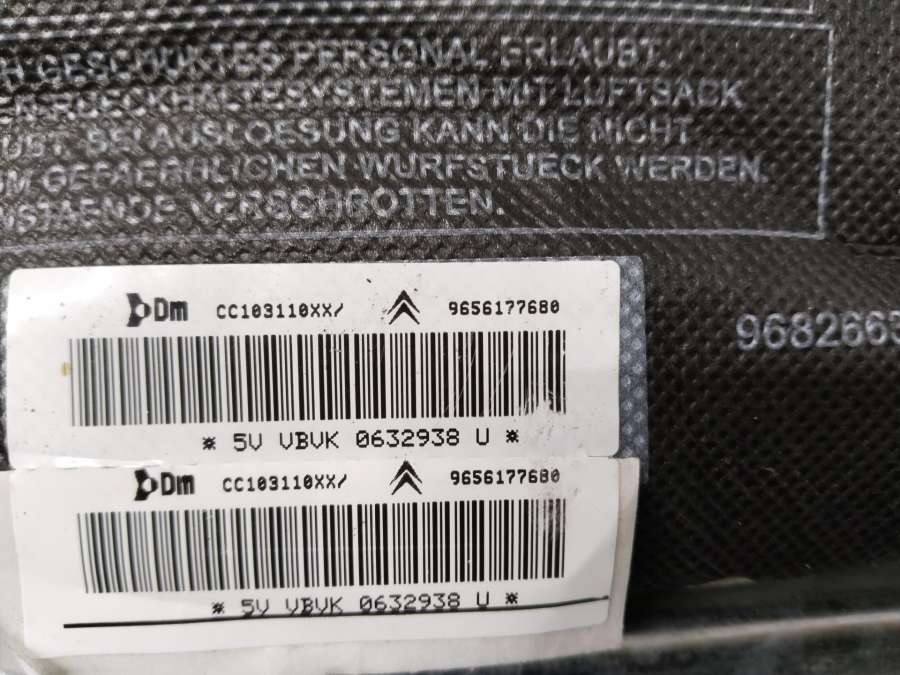 GESCHULTES PERSONAL ERLAUBT.
RUECKHALTESYSTEMEN MIT LUFTSACK
BEI AUSLOESUNG KANN DIE NICHT
GEFAEHRLICHEN WURFSTUECK WERDEN.
VERSCHROTTEN.
Dm CC103110XX/ 9656177680
9682663
* 5V VBVK 0632938 U *
Dm CC103110XX/ 9656177680
* 5V VBVK 0632938 U *